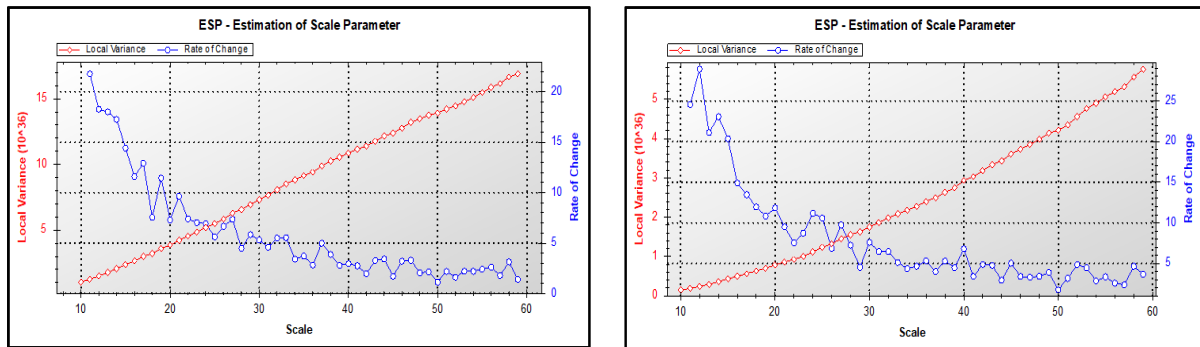 ESP - Estimation of Scale Parameter
Local Variance Rate of Change
Local Variance (10^36)
15
10
5
20
15
10
5
0
Rate of Change
10 20 30 40 50 60
Scale
ESP - Estimation of Scale Parameter
Local Variance Rate of Change
Local Variance (10^36)
5
4
3
2
1
0
25
20
15
10
5
Rate of Change
10 20 30 40 50 60
Scale